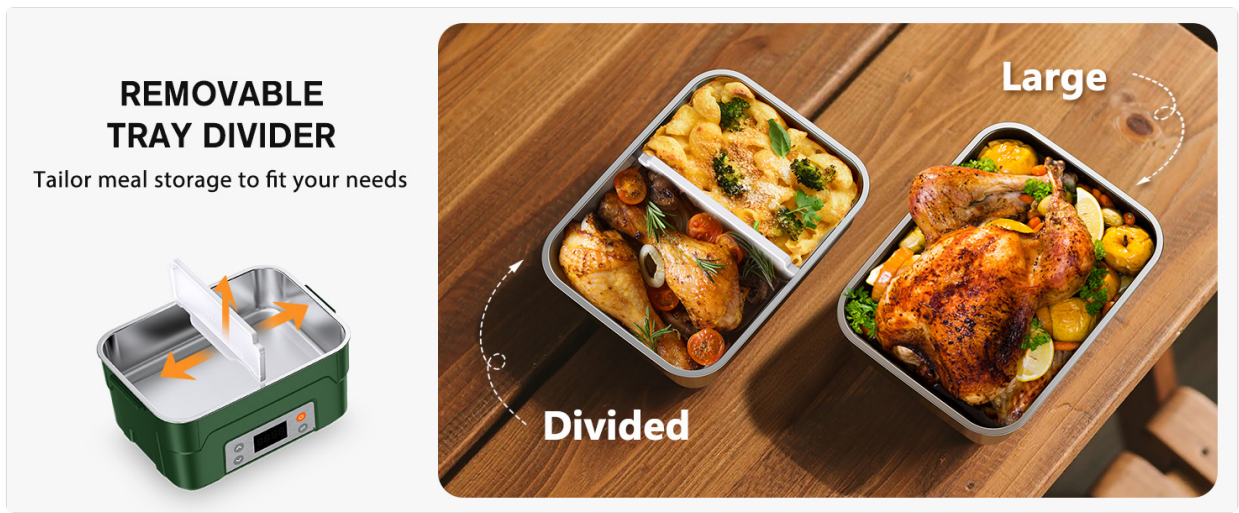 REMOVABLE
TRAY DIVIDER
Tailor meal storage to fit your needs
Large
Divided